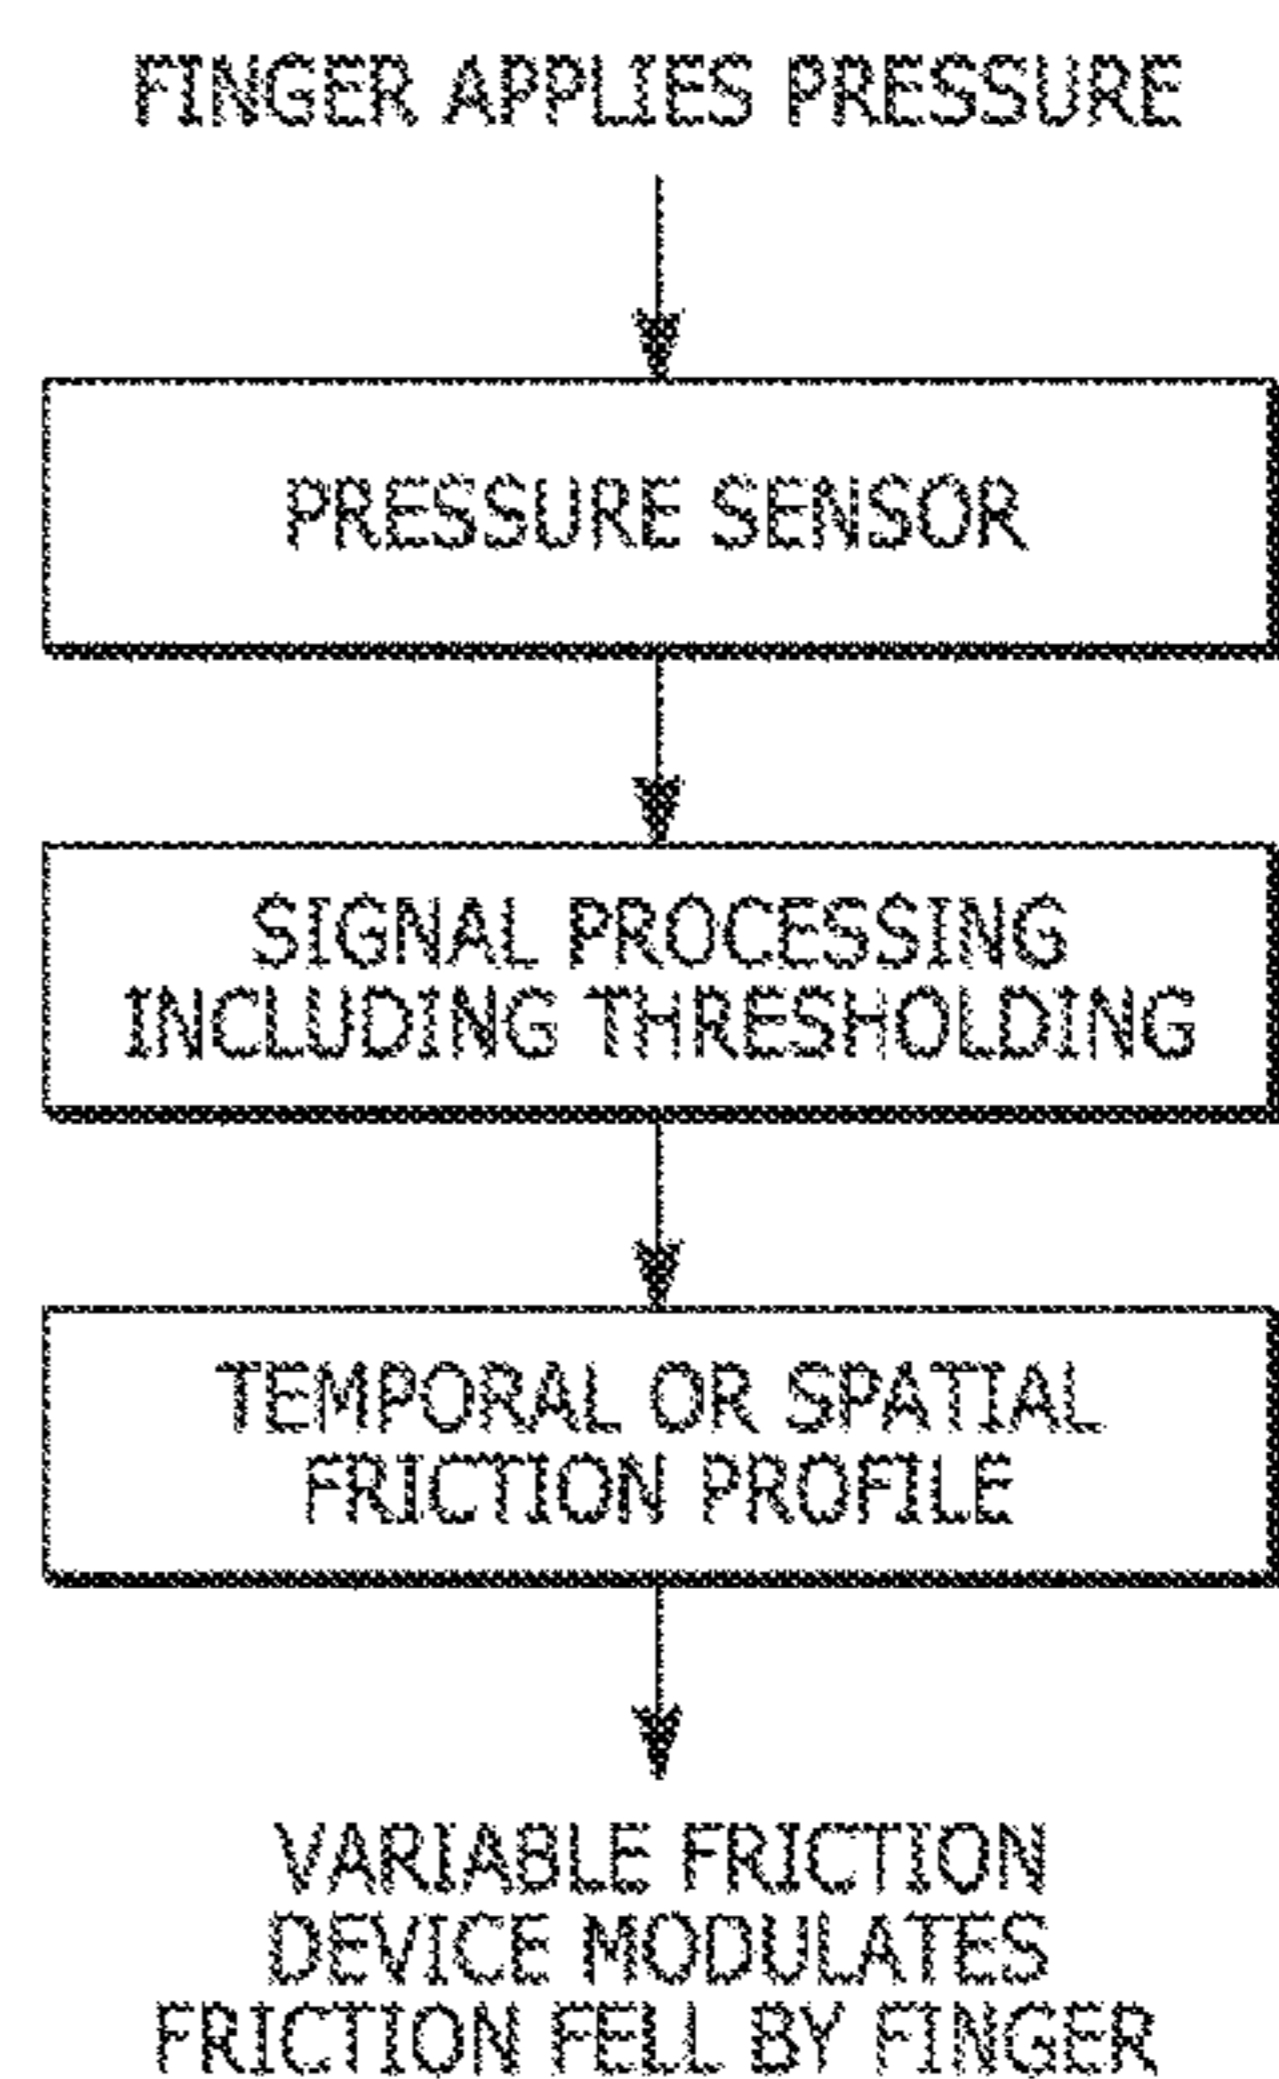 FINGER APPLIES PRESSURE
PRESSURE SENSOR
SIGNAL PROCESSING
INCLUDING THRESHOLDING
TEMPORAL OR SPATIAL
FRICTION PROFILE
VARIABLE FRICTION
DEVICE MODULATES
FRICTION FELL BY FINGER